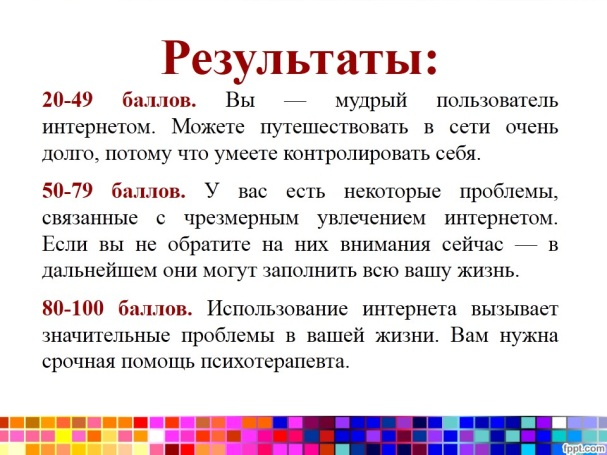 Результаты:
20-49 баллов. Вы — мудрый пользователь
интернетом. Можете путешествовать в сети очень
долго, потому что умеете контролировать себя.
50-79 баллов. У вас есть некоторые проблемы,
связанные с чрезмерным увлечением интернетом.
Если вы не обратите на них внимания сейчас — в
дальнейшем они могут заполнить всю вашу жизнь.
80-100 баллов. Использование интернета вызывает
значительные проблемы в вашей жизни. Вам нужна
срочная помощь психотерапевта.
fppt.com